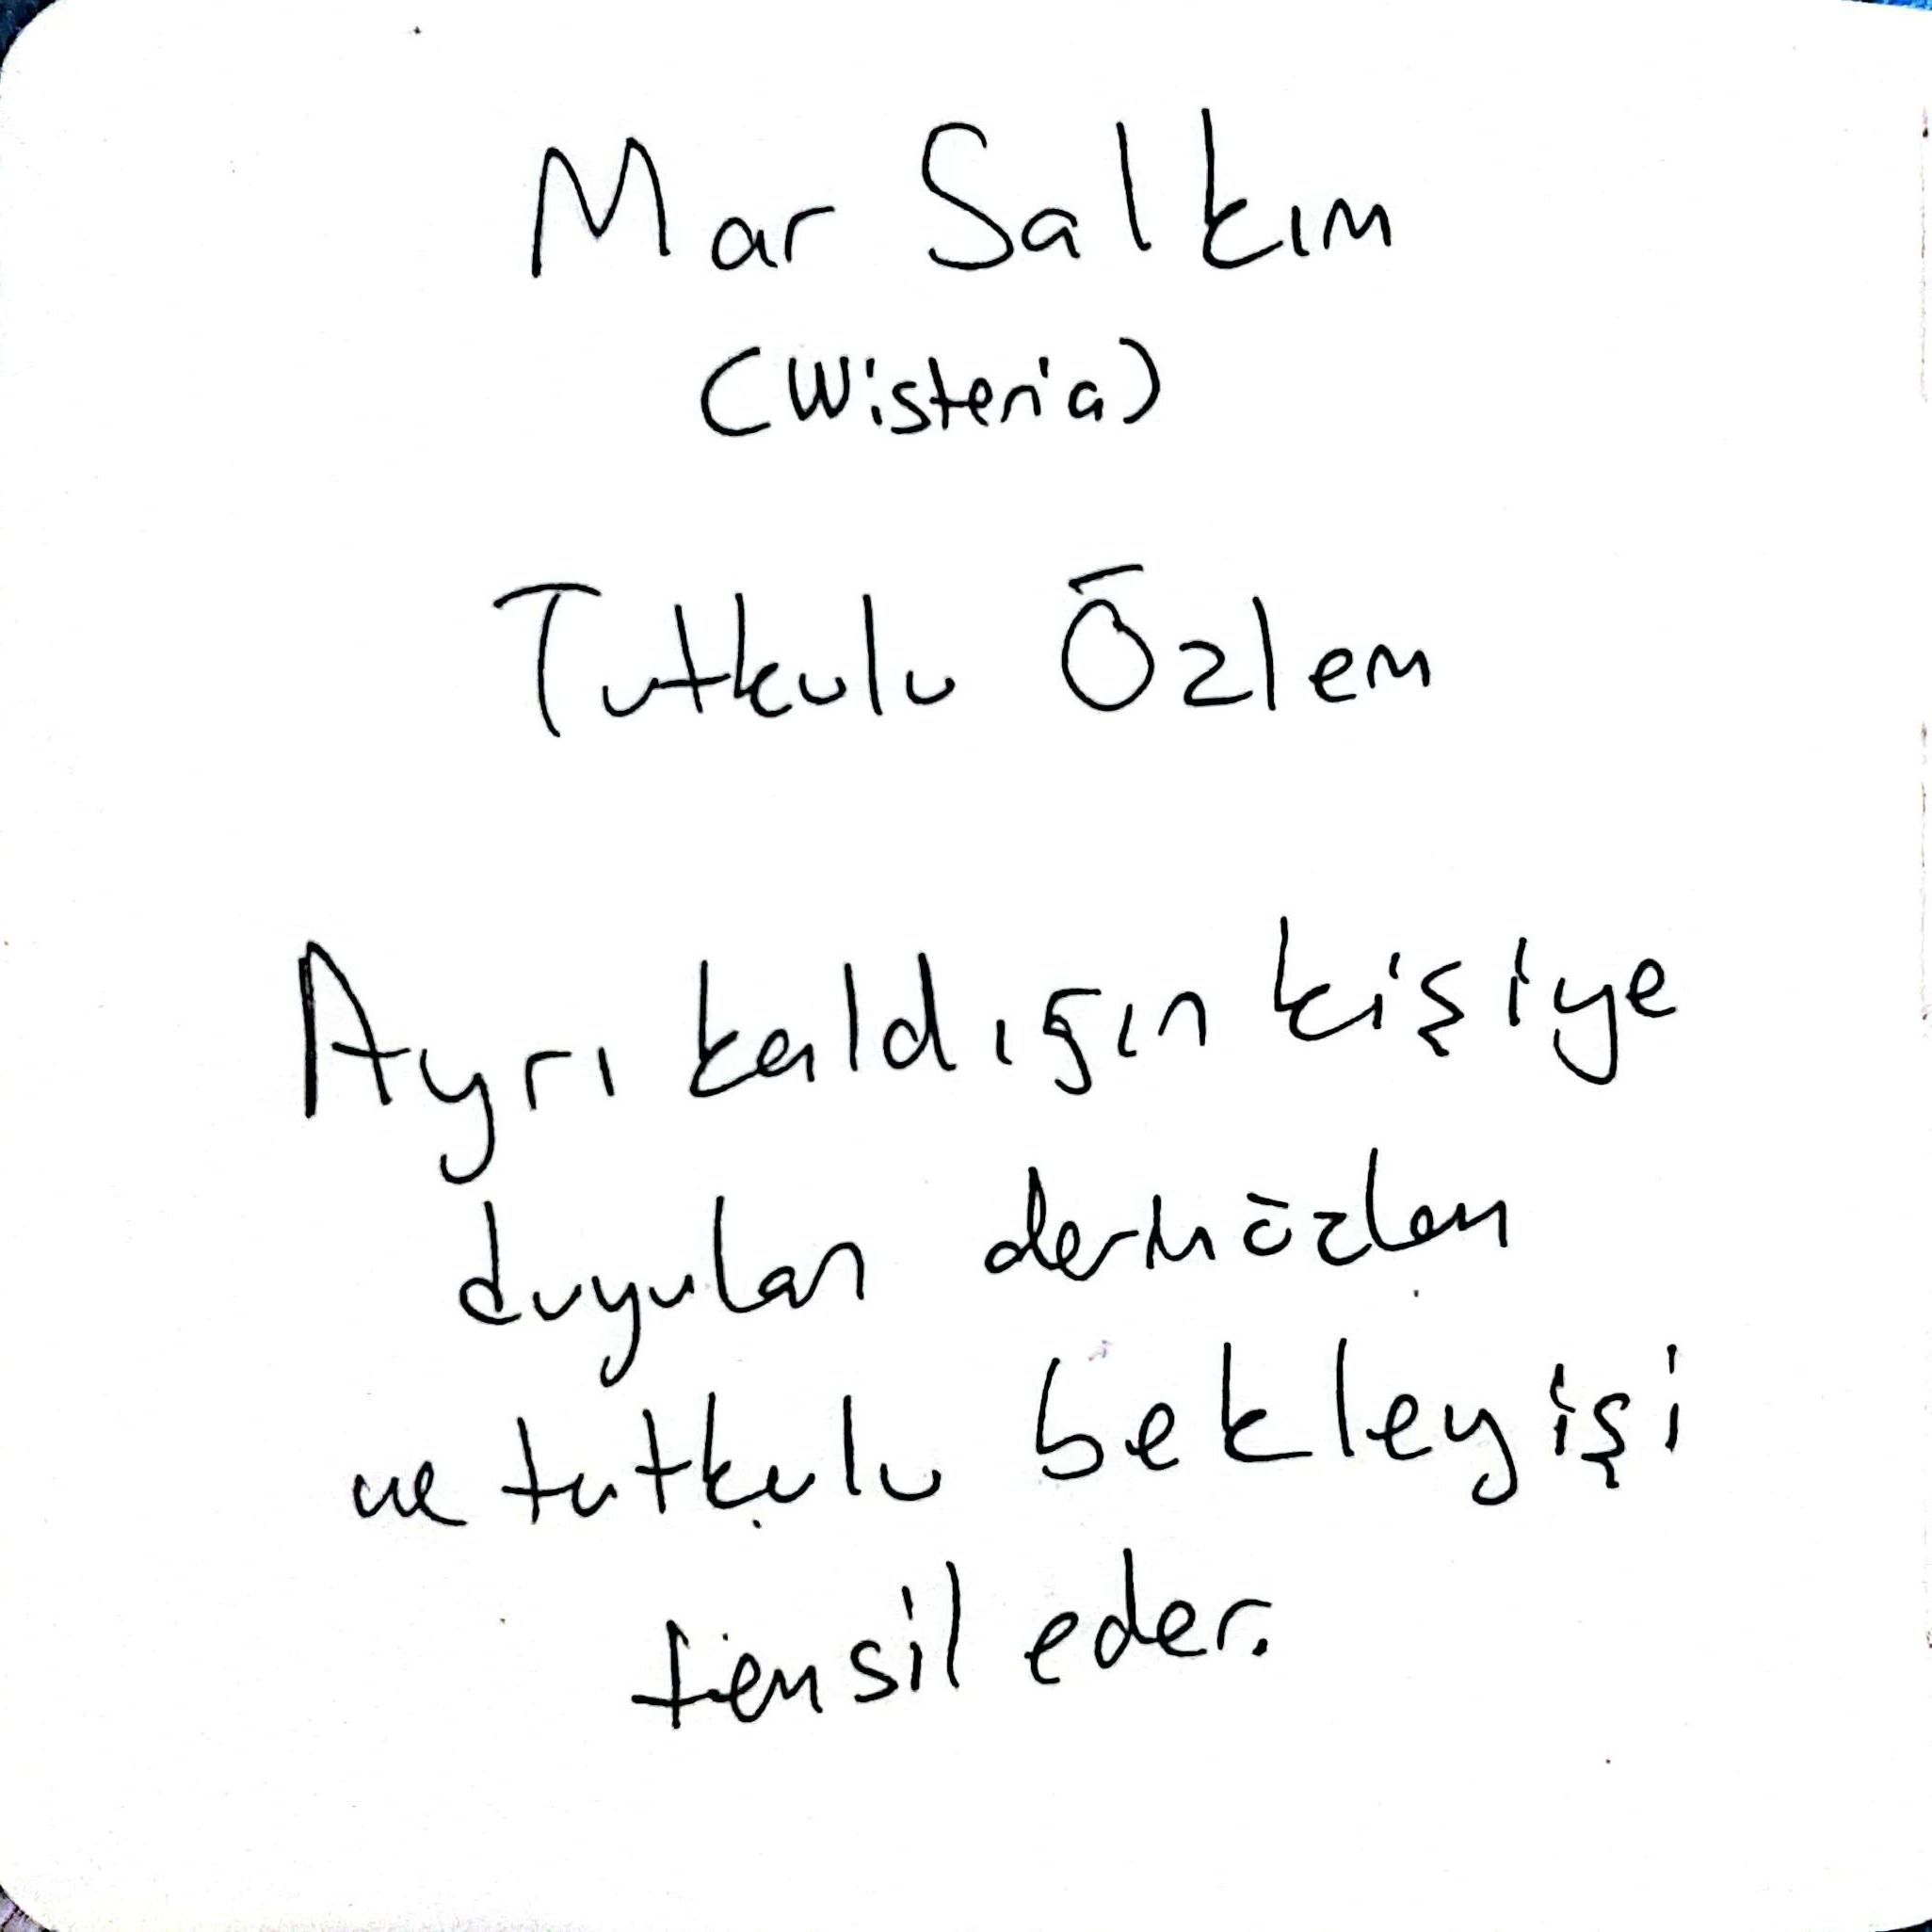 Mor Salkım
(Wisteria)
Tutkulu Özlem
Ayrı kaldığın kişiye
duyulan derin özlem
ve tutkulu bekleyişi
temsil eder.